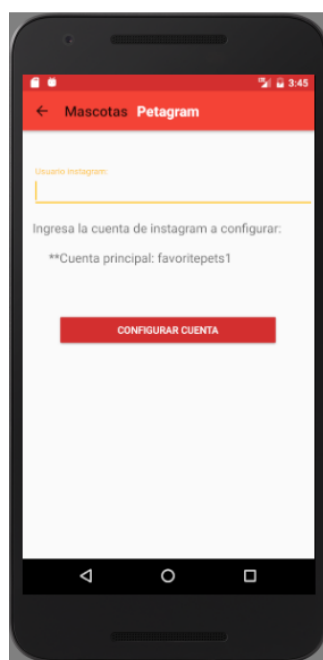 3:45
Mascotas Petagram
Usuario Instagram:
Ingresa la cuenta de instagram a configurar:
**Cuenta principal: favoritepets1
CONFIGURAR CUENTA